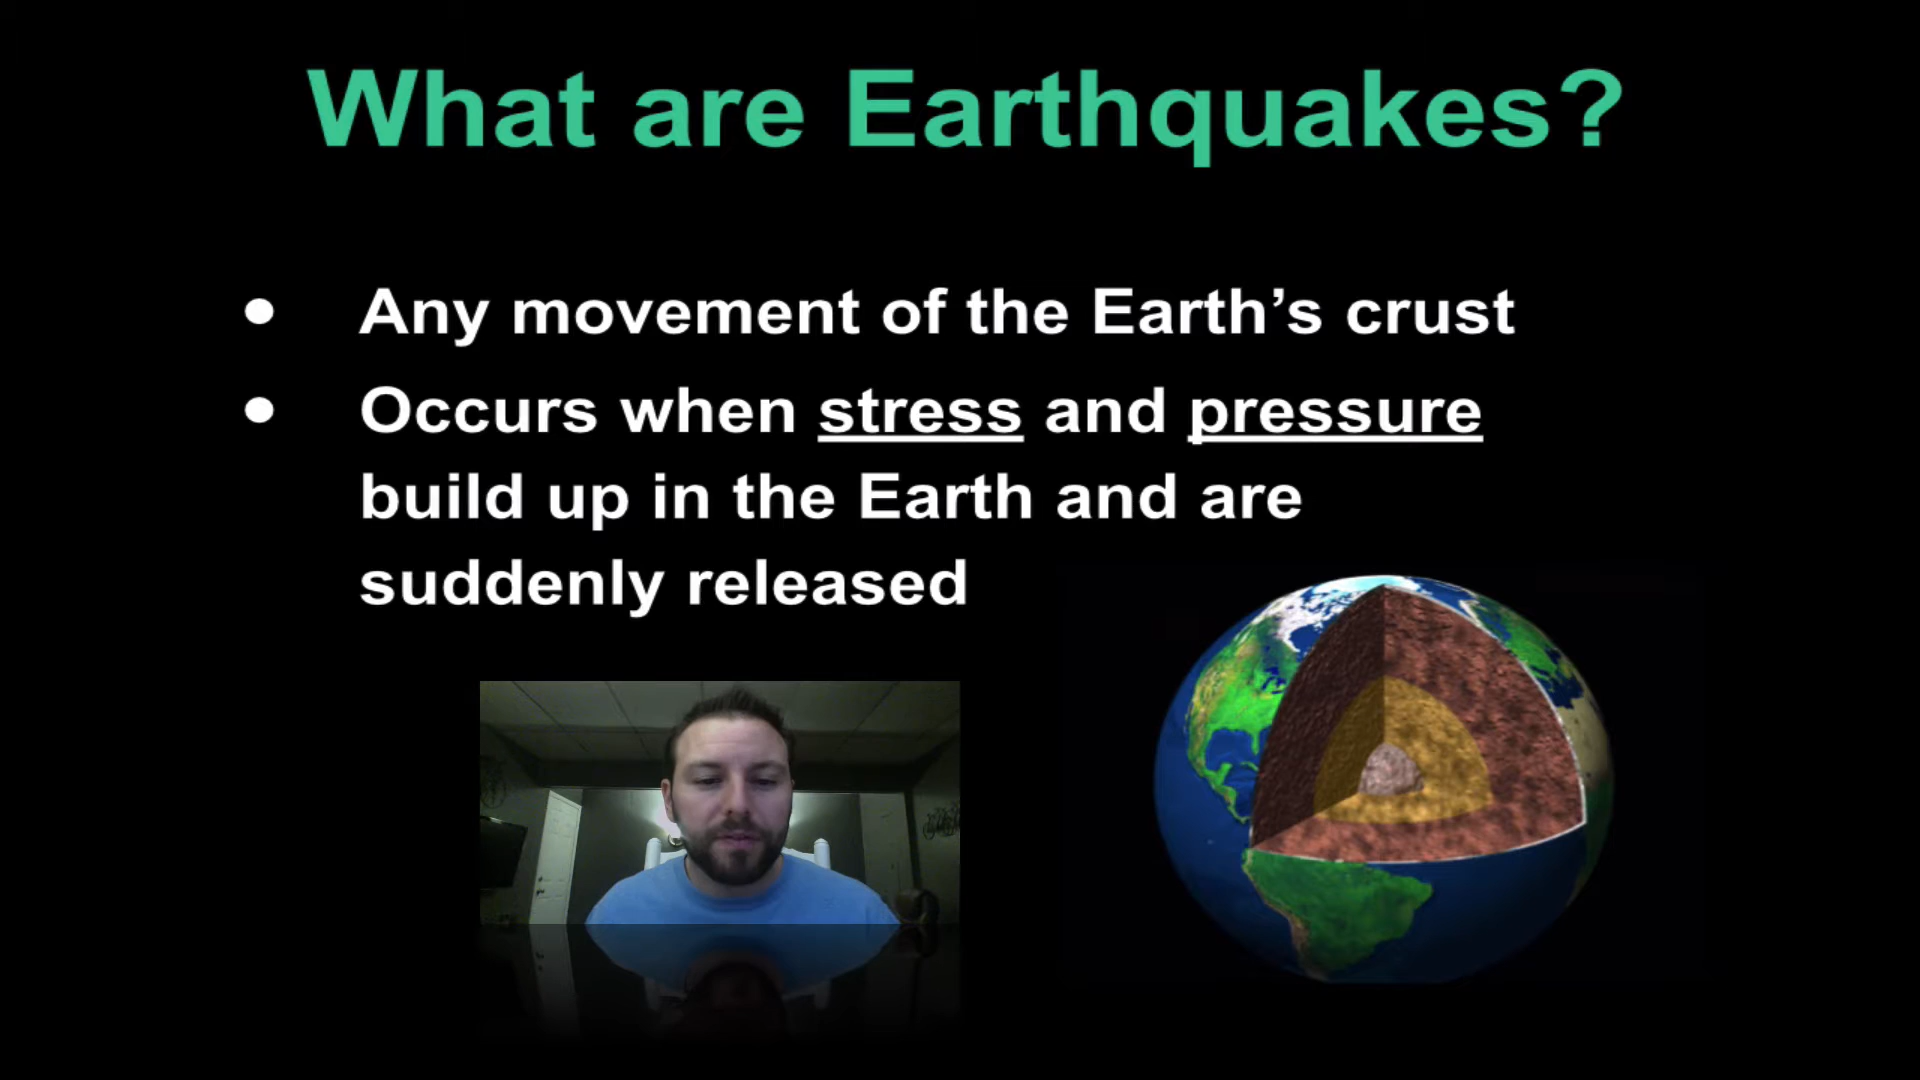 What are Earthquakes?
● Any movement of the Earth’s crust
● Occurs when stress and pressure
build up in the Earth and are
suddenly released